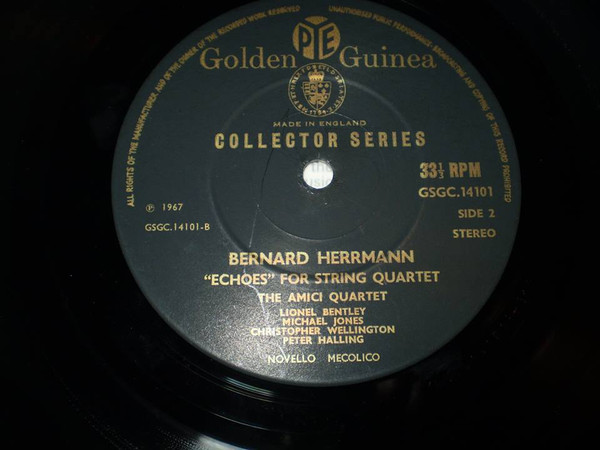 ALL RIGHTS OF THE MANUFACTURER, AND OF THE OWNER OF THE RECORDED WORK RESERVED
UNAUTHORISED PUBLIC PERFORMANCE, BROADCASTING AND COPYING OF THIS RECORD PROHIBITED
PYE
Golden Guinea
MADE IN ENGLAND
COLLECTOR SERIES
33⅓ RPM
GSGC.14101
℗ 1967
SIDE 2
GSGC.14101-B
STEREO
BERNARD HERRMANN
“ECHOES” FOR STRING QUARTET
THE AMICI QUARTET
LIONEL BENTLEY
MICHAEL JONES
CHRISTOPHER WELLINGTON
PETER HALLING
NOVELLO MECOLICO